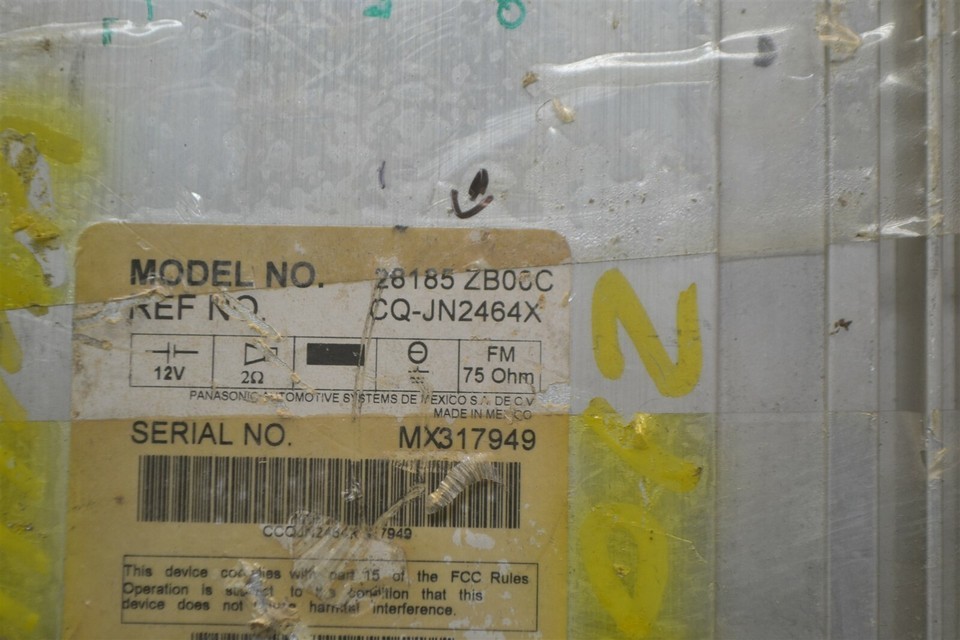 MODEL NO. 28185 ZB00C
REF NO. CQ-JN2464X
12V
2Ω
FM
75 Ohm
PANASONIC AUTOMOTIVE SYSTEMS DE MEXICO S.A. DE C.V
MADE IN MEXICO
SERIAL NO. MX317949
This device complies with part 15 of the FCC Rules
Operation is subject to the condition that this
device does not harmful interference.
N